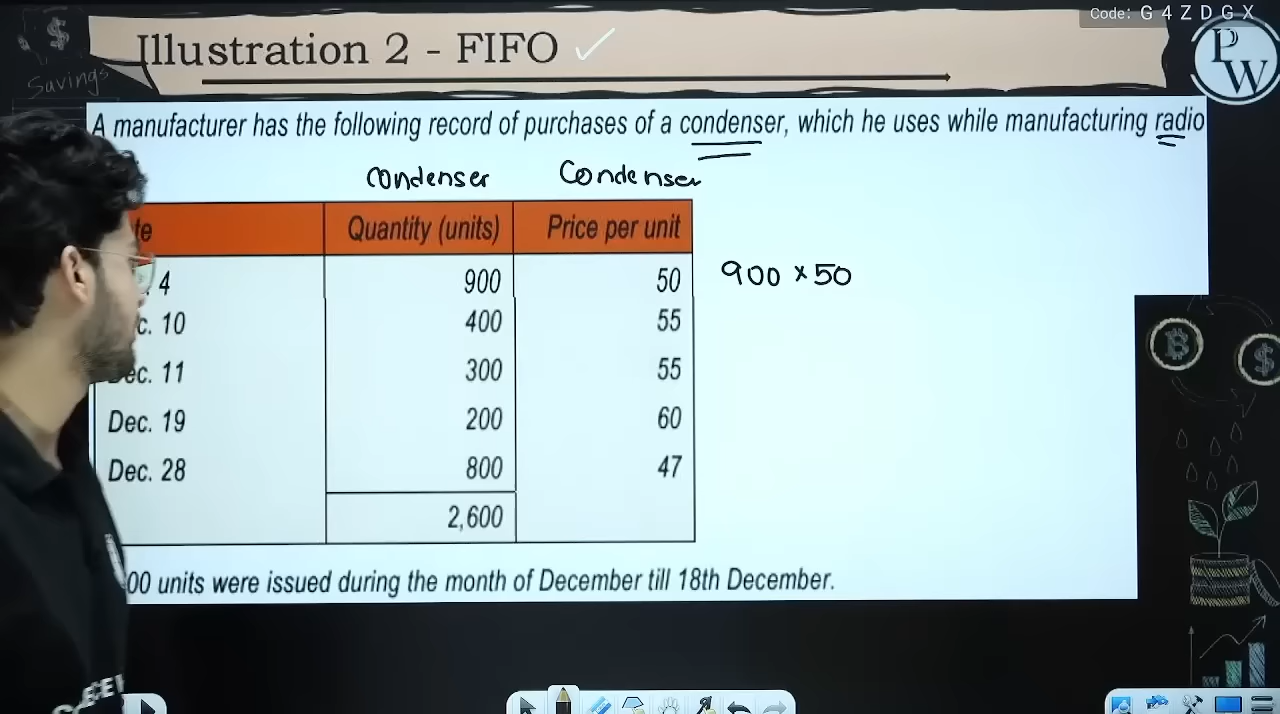 Code: G 4 Z D G X
Illustration 2 - FIFO
Savings
PW
A manufacturer has the following record of purchases of a condenser, which he uses while manufacturing radio
Condenser Condenser
te Quantity (units) Price per unit
4 900 50 900 × 50
c. 10 400 55
Dec. 11 300 55
Dec. 19 200 60
Dec. 28 800 47
2,600
00 units were issued during the month of December till 18th December.